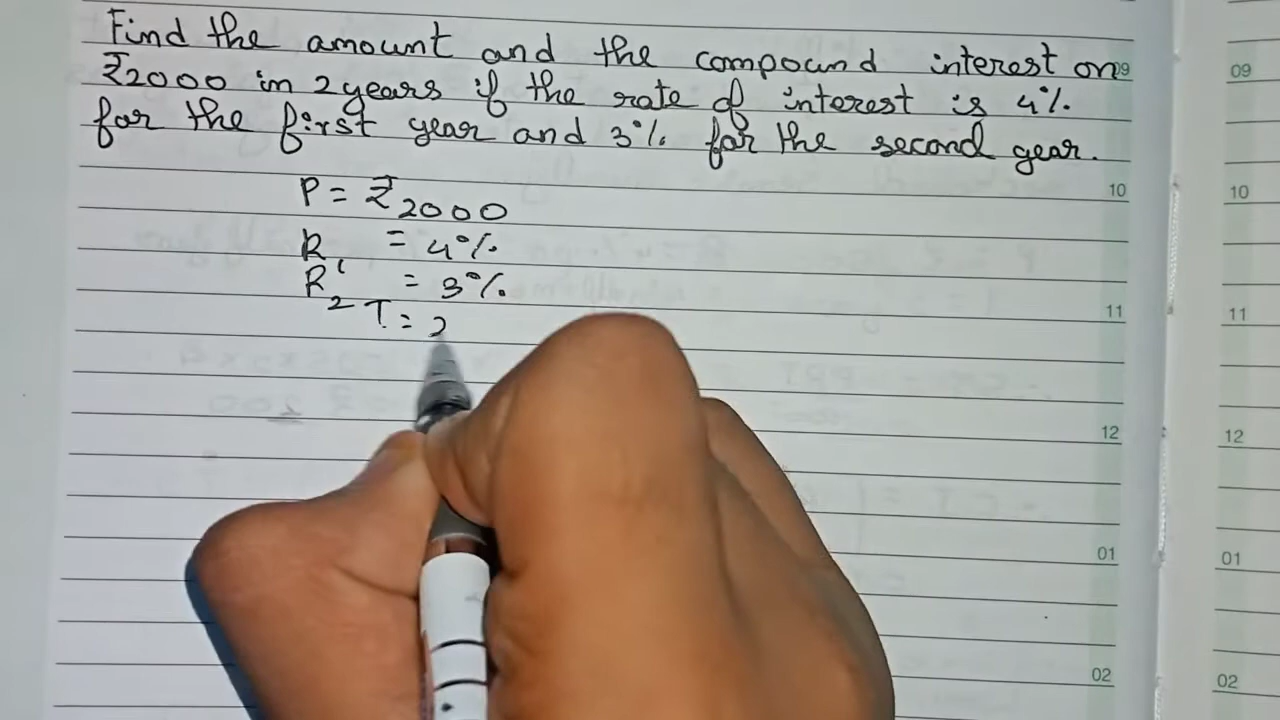 Find the amount and the compound interest on
₹2000 in 2 years if the rate of interest is 4%.
for the first year and 3% for the second year.
P = ₹2000
R1 = 4%
R2 = 3%
T = 2
09
10
11
12
01
02
09
10
11
12
01
02